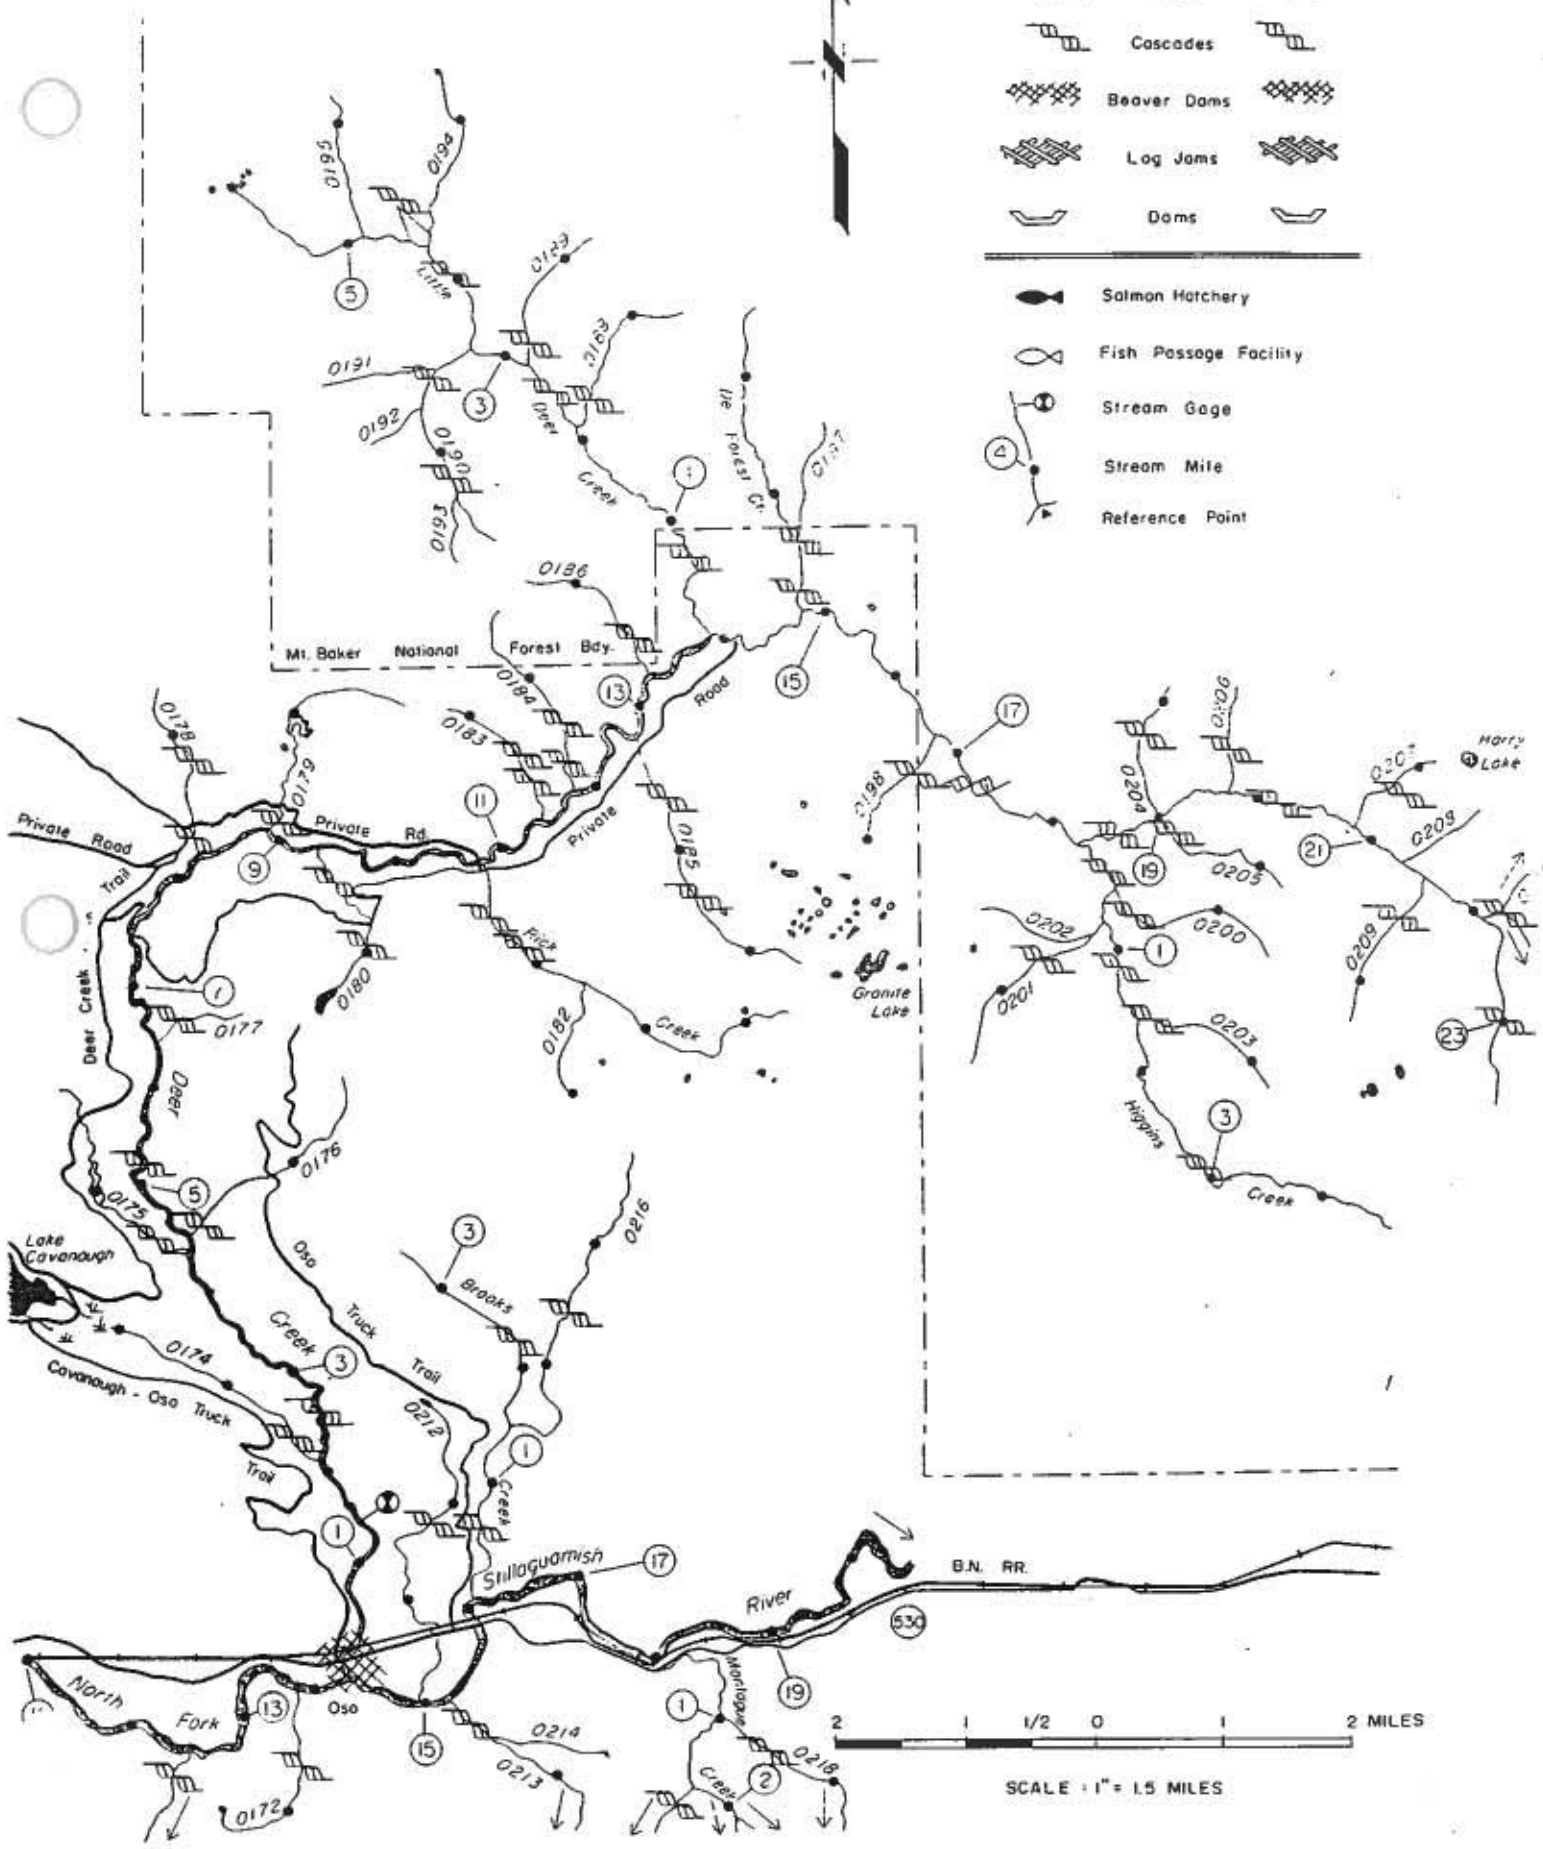 Cascades
Beaver Dams
Log Jams
Dams
Salmon Hatchery
Fish Passage Facility
Stream Gage
4
Stream Mile
Reference Point
0195
0194
5
Little
0189
0188
0191
3
Deer
0192
0190
Creek
1
Forest Cr.
0197
0193
0186
Mt. Baker National Forest Bdy.
0184
13
Road
15
17
0178
0183
0179
0206
Harry
Lake
0207
0204
0198
11
Private Rd.
Private
Private Road
9
0185
19
0205
21
0208
Trail
Rick
0202
0200
0209
1
Deer Creek
7
0180
Granite
Lake
0201
0177
0182
Creek
0203
23
Deer
Higgins
3
0176
5
0175
Creek
0216
Lake
Cavanaugh
Oso
3
Brooks
Creek
Truck
0174
3
Trail
Cavanaugh - Oso Truck
0212
1
Trail
Creek
1
Stillaguamish
17
B.N. RR.
River
530
North
Fork
13
Oso
15
Montague
19
1
0214
0213
2
Creek
0218
0172
2 1 1/2 0 1 2 MILES
SCALE : 1" = 1.5 MILES